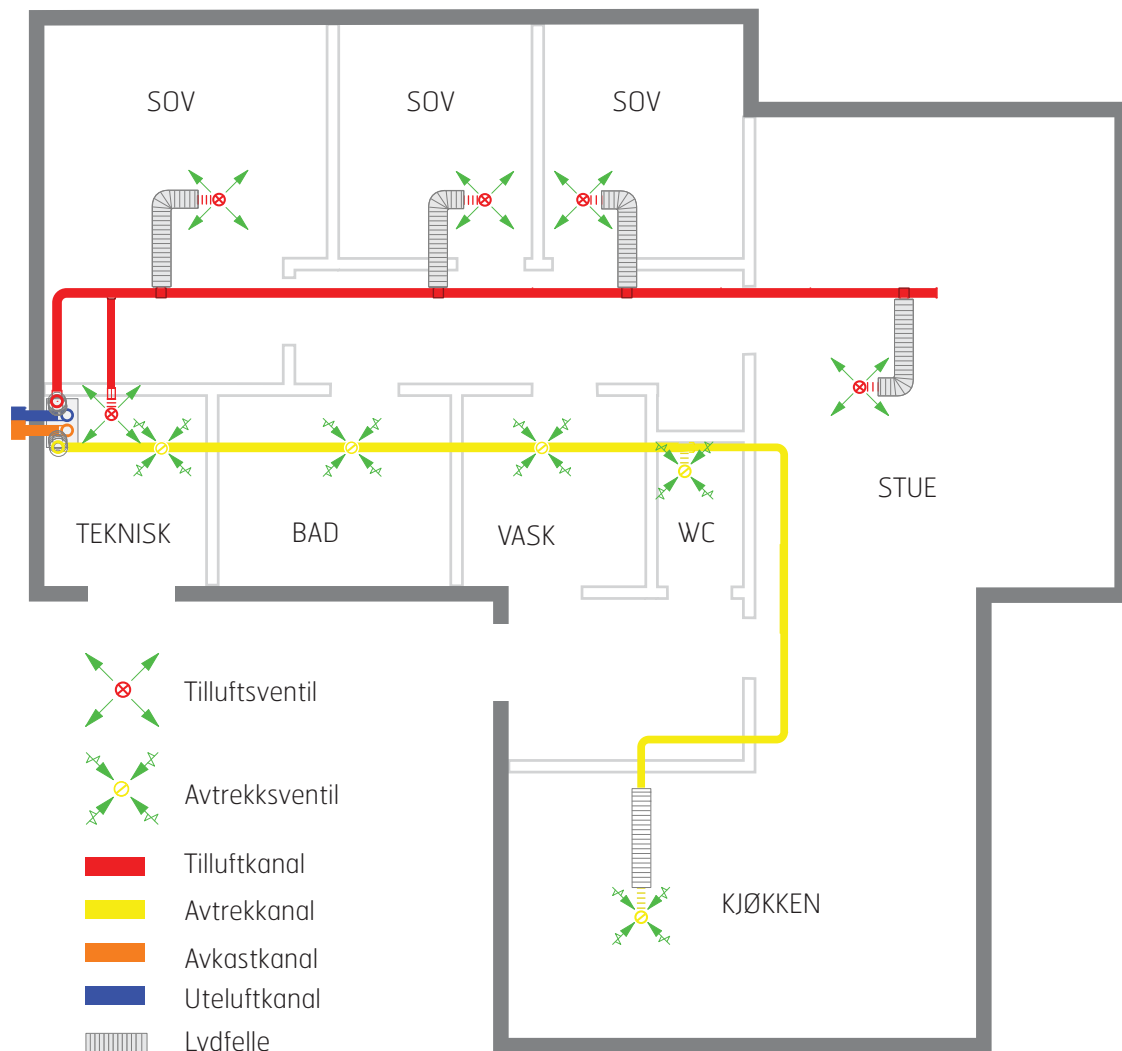 SOV
SOV
SOV
STUE
TEKNISK
BAD
VASK
WC
Tilluftsventil
Avtrekksventil
Tilluftkanal
Avtrekkanal
KJØKKEN
Avkastkanal
Uteluftkanal
Lydfelle